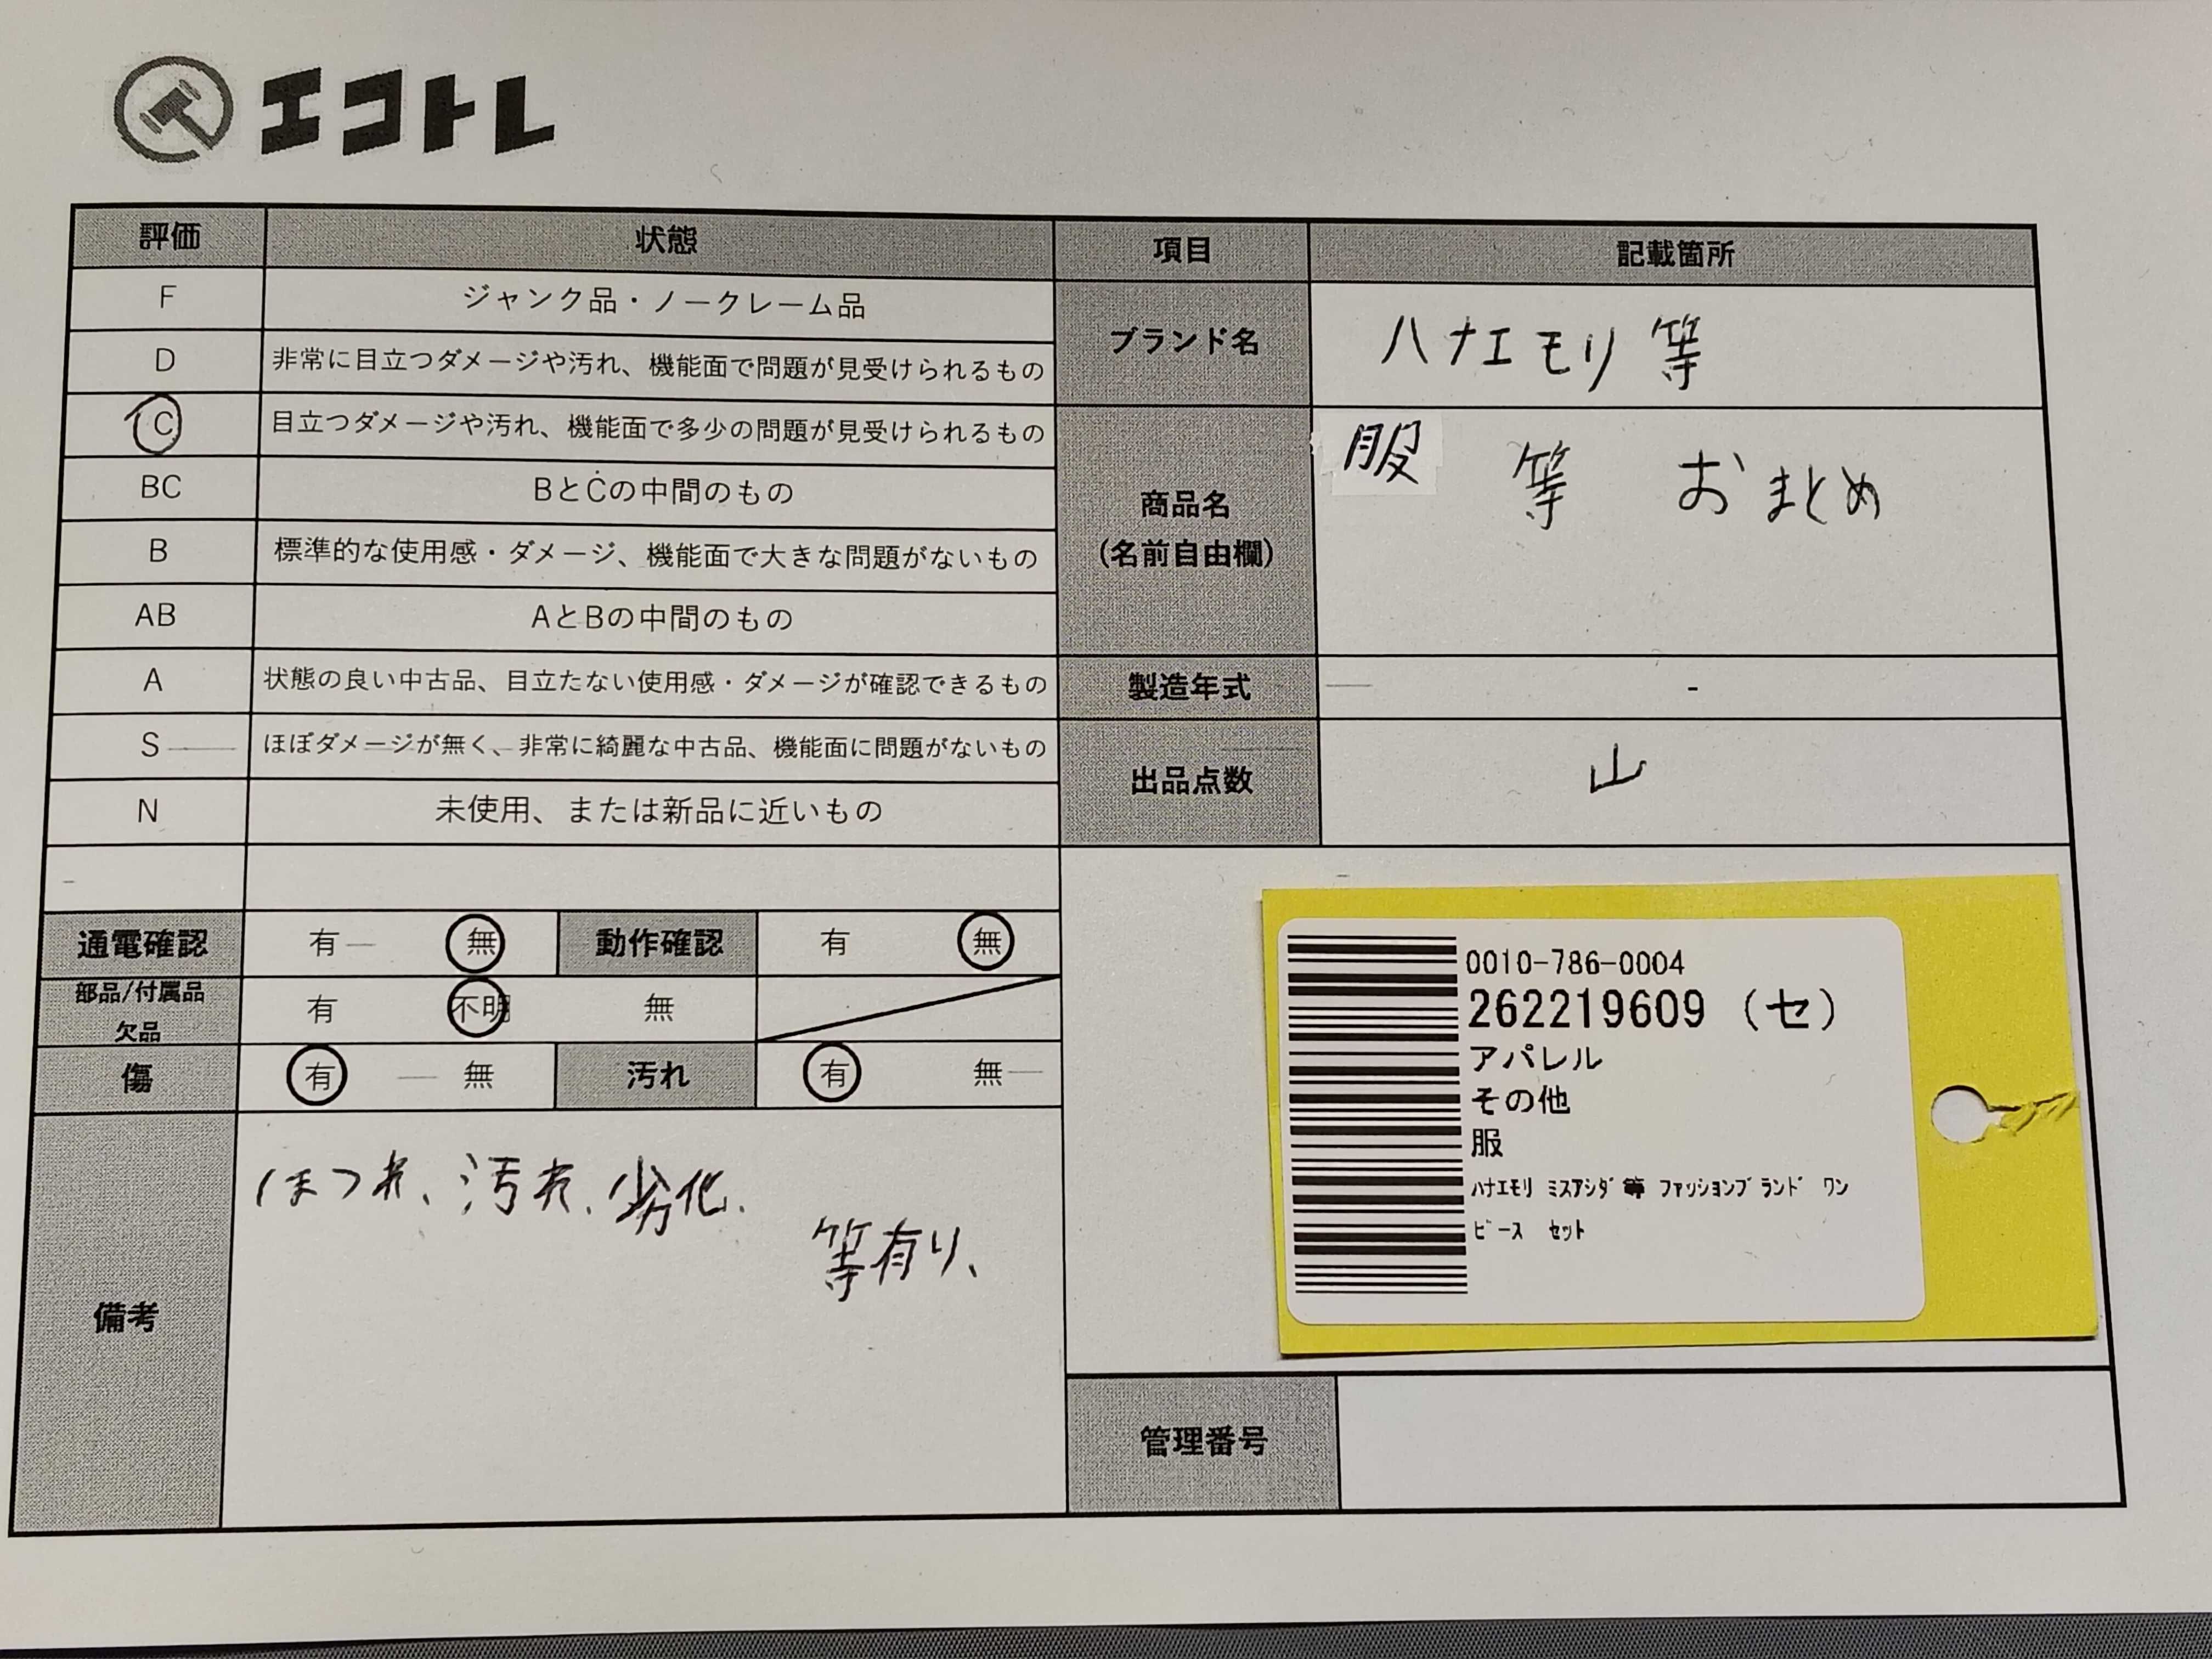 エコトレ
評価 状態 項目 記載箇所
F ジャンク品・ノークレーム品
D 非常に目立つダメージや汚れ、機能面で問題が見受けられるもの
C 目立つダメージや汚れ、機能面で多少の問題が見受けられるもの
BC BとCの中間のもの
B 標準的な使用感・ダメージ、機能面で大きな問題がないもの
AB AとBの中間のもの
A 状態の良い中古品、目立たない使用感・ダメージが確認できるもの
S ほぼダメージが無く、非常に綺麗な中古品、機能面に問題がないもの
N 未使用、または新品に近いもの
ブランド名 ハナエモリ等
商品名
(名前自由欄)
服 等 おまとめ
製造年式 -
出品点数 山
通電確認 有 無 動作確認 有 無
部品/付属品
欠品
有 不明 無
傷 有 無 汚れ 有 無
備考
ほつれ、汚れ、劣化、
等有り、
0010-786-0004
262219609 (セ)
アパレル
その他
服
ﾊﾅｴﾓﾘ ﾐｽｱｼﾀﾞ等 ﾌｧｯｼｮﾝﾌﾞﾗﾝﾄﾞ ﾜﾝ
ﾋﾟｰｽ ｾｯﾄ
管理番号